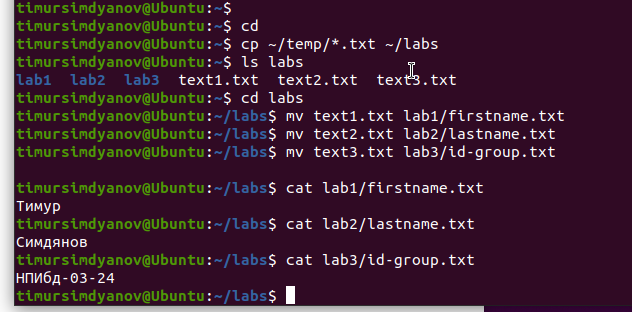 timursimdyanov@Ubuntu:~$
timursimdyanov@Ubuntu:~$ cd
timursimdyanov@Ubuntu:~$ cp ~/temp/*.txt ~/labs
timursimdyanov@Ubuntu:~$ ls labs
lab1  lab2  lab3  text1.txt  text2.txt  text3.txt
timursimdyanov@Ubuntu:~$ cd labs
timursimdyanov@Ubuntu:~/labs$ mv text1.txt lab1/firstname.txt
timursimdyanov@Ubuntu:~/labs$ mv text2.txt lab2/lastname.txt
timursimdyanov@Ubuntu:~/labs$ mv text3.txt lab3/id-group.txt
timursimdyanov@Ubuntu:~/labs$ cat lab1/firstname.txt
Тимур
timursimdyanov@Ubuntu:~/labs$ cat lab2/lastname.txt
Симдянов
timursimdyanov@Ubuntu:~/labs$ cat lab3/id-group.txt
НПИбд-03-24
timursimdyanov@Ubuntu:~/labs$